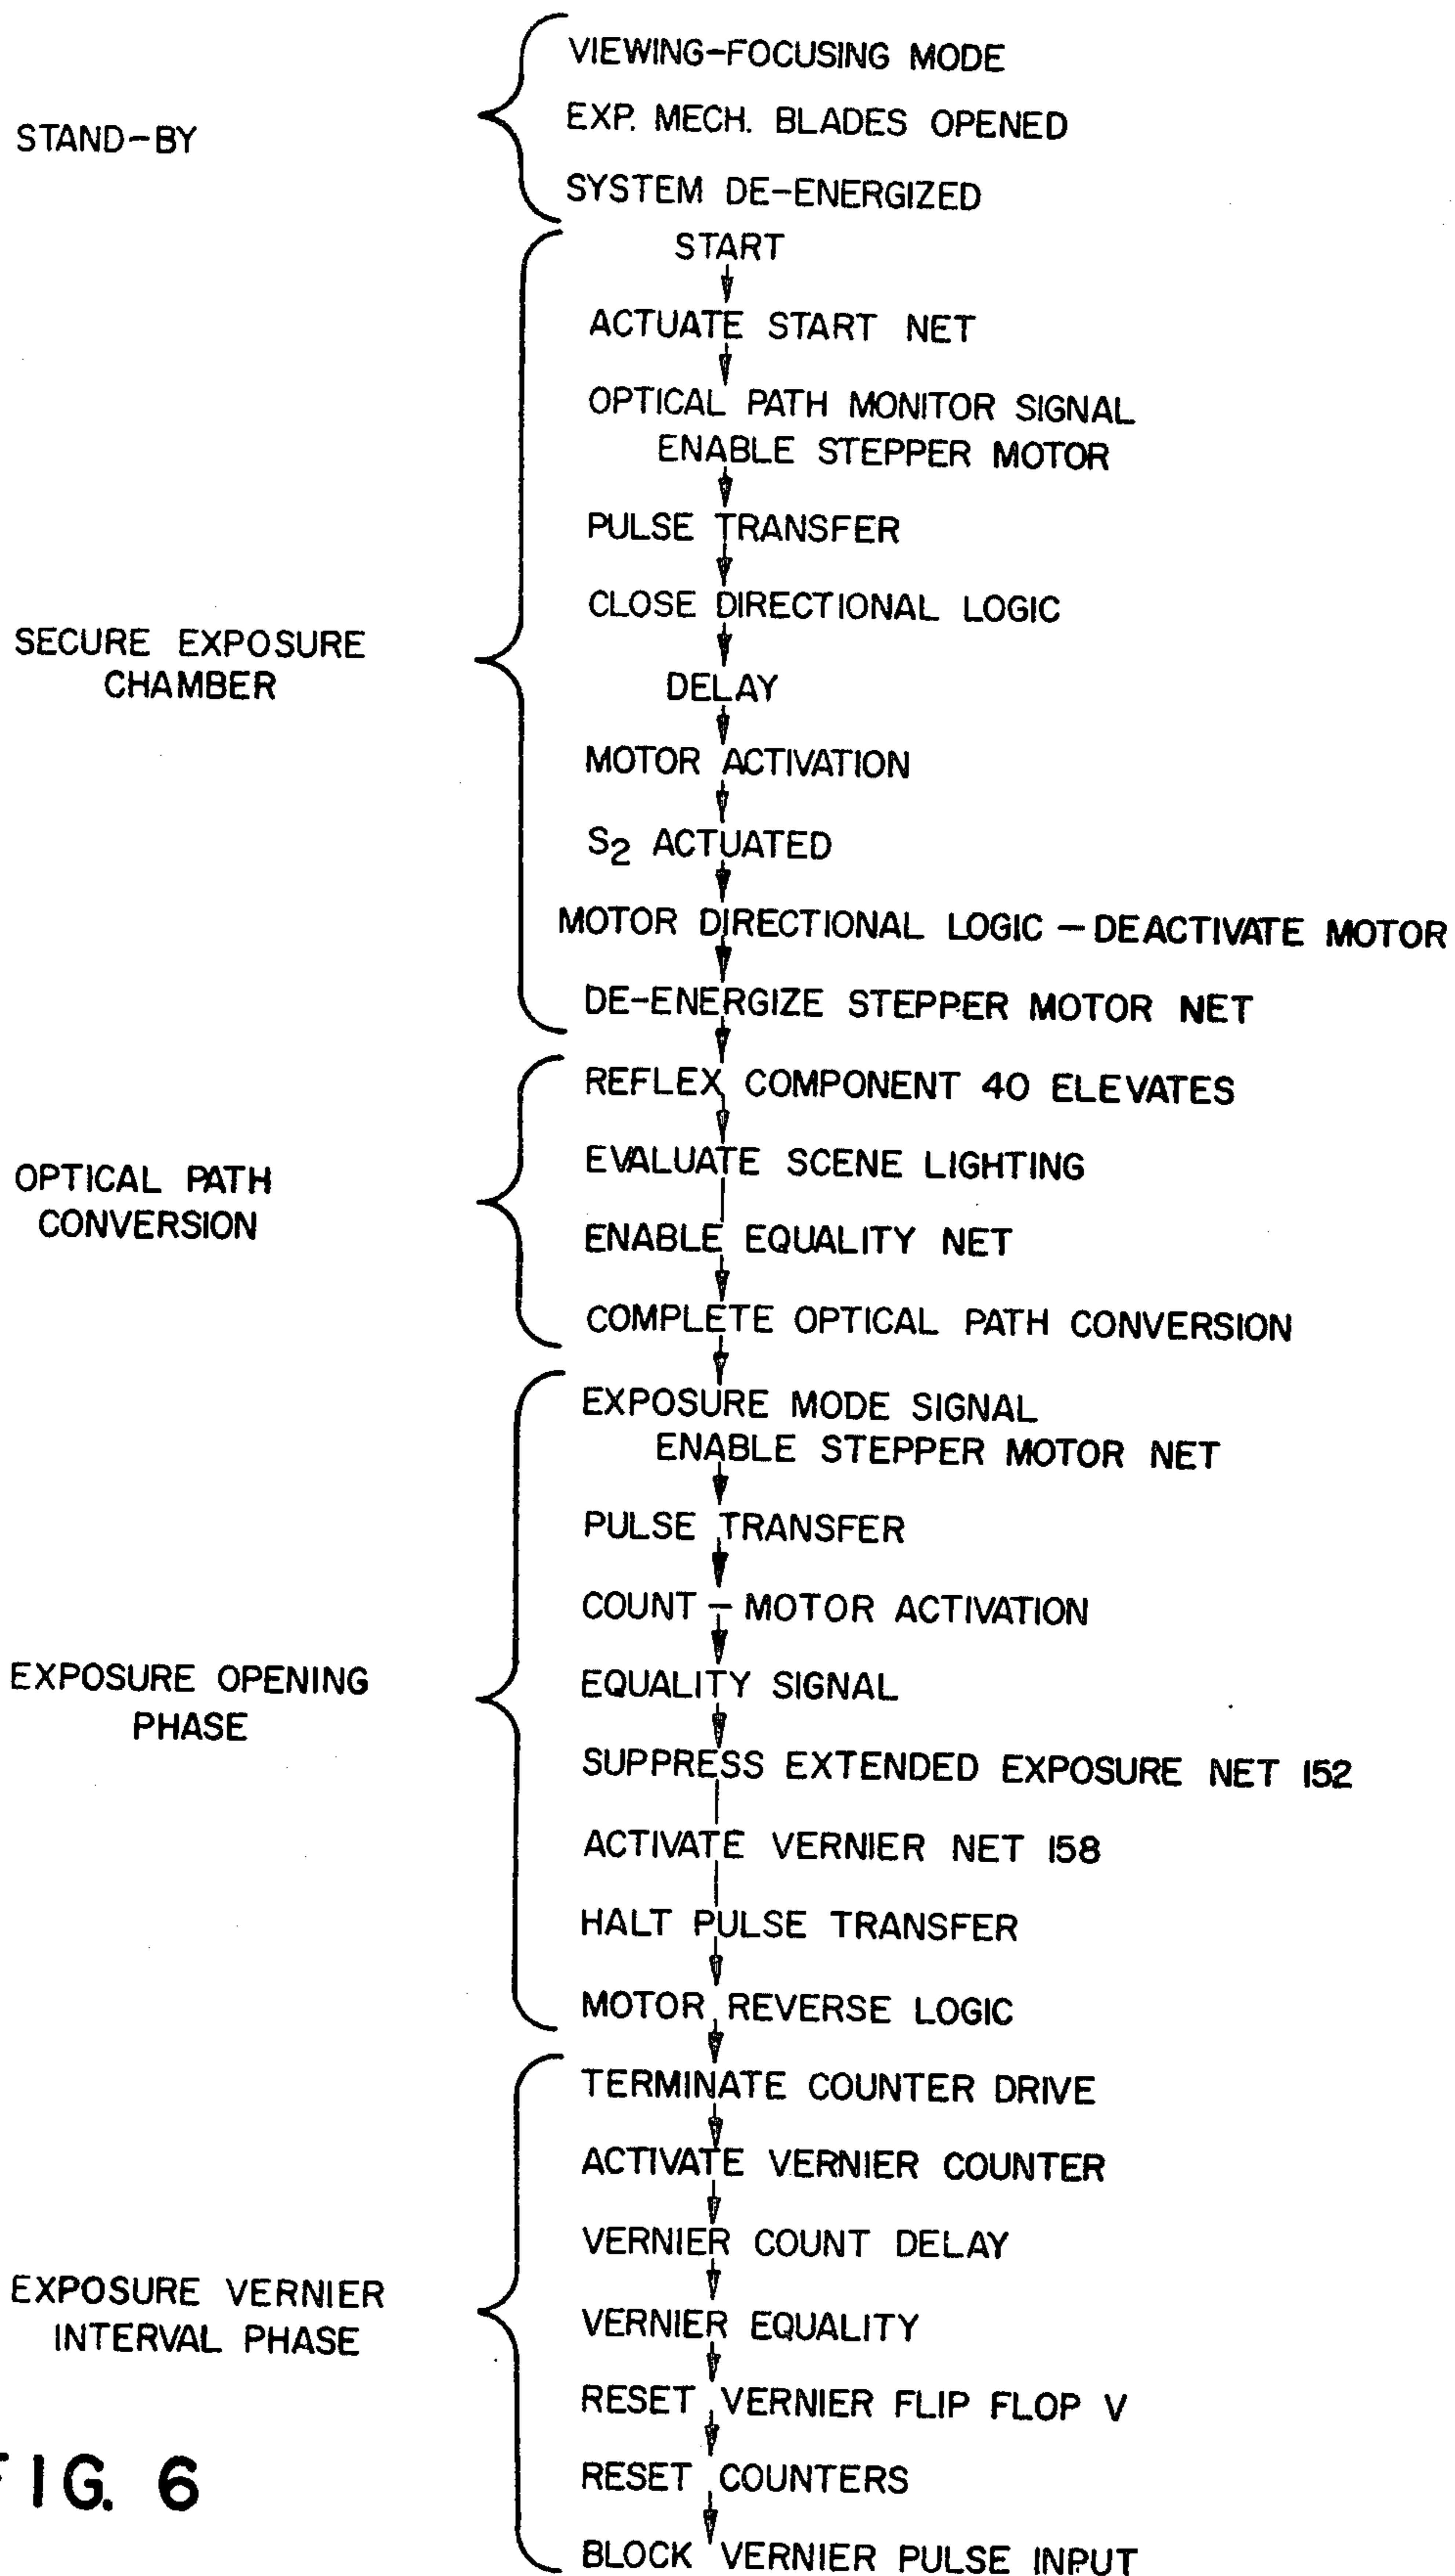 STAND-BY
VIEWING-FOCUSING MODE
EXP. MECH. BLADES OPENED
SYSTEM DE-ENERGIZED
SECURE EXPOSURE
CHAMBER
START
ACTUATE START NET
OPTICAL PATH MONITOR SIGNAL
ENABLE STEPPER MOTOR
PULSE TRANSFER
CLOSE DIRECTIONAL LOGIC
DELAY
MOTOR ACTIVATION
S2 ACTUATED
MOTOR DIRECTIONAL LOGIC – DEACTIVATE MOTOR
DE-ENERGIZE STEPPER MOTOR NET
OPTICAL PATH
CONVERSION
REFLEX COMPONENT 40 ELEVATES
EVALUATE SCENE LIGHTING
ENABLE EQUALITY NET
COMPLETE OPTICAL PATH CONVERSION
EXPOSURE OPENING
PHASE
EXPOSURE MODE SIGNAL
ENABLE STEPPER MOTOR NET
PULSE TRANSFER
COUNT – MOTOR ACTIVATION
EQUALITY SIGNAL
SUPPRESS EXTENDED EXPOSURE NET 152
ACTIVATE VERNIER NET 158
HALT PULSE TRANSFER
MOTOR REVERSE LOGIC
EXPOSURE VERNIER
INTERVAL PHASE
TERMINATE COUNTER DRIVE
ACTIVATE VERNIER COUNTER
VERNIER COUNT DELAY
VERNIER EQUALITY
RESET VERNIER FLIP FLOP V
RESET COUNTERS
BLOCK VERNIER PULSE INPUT
FIG. 6